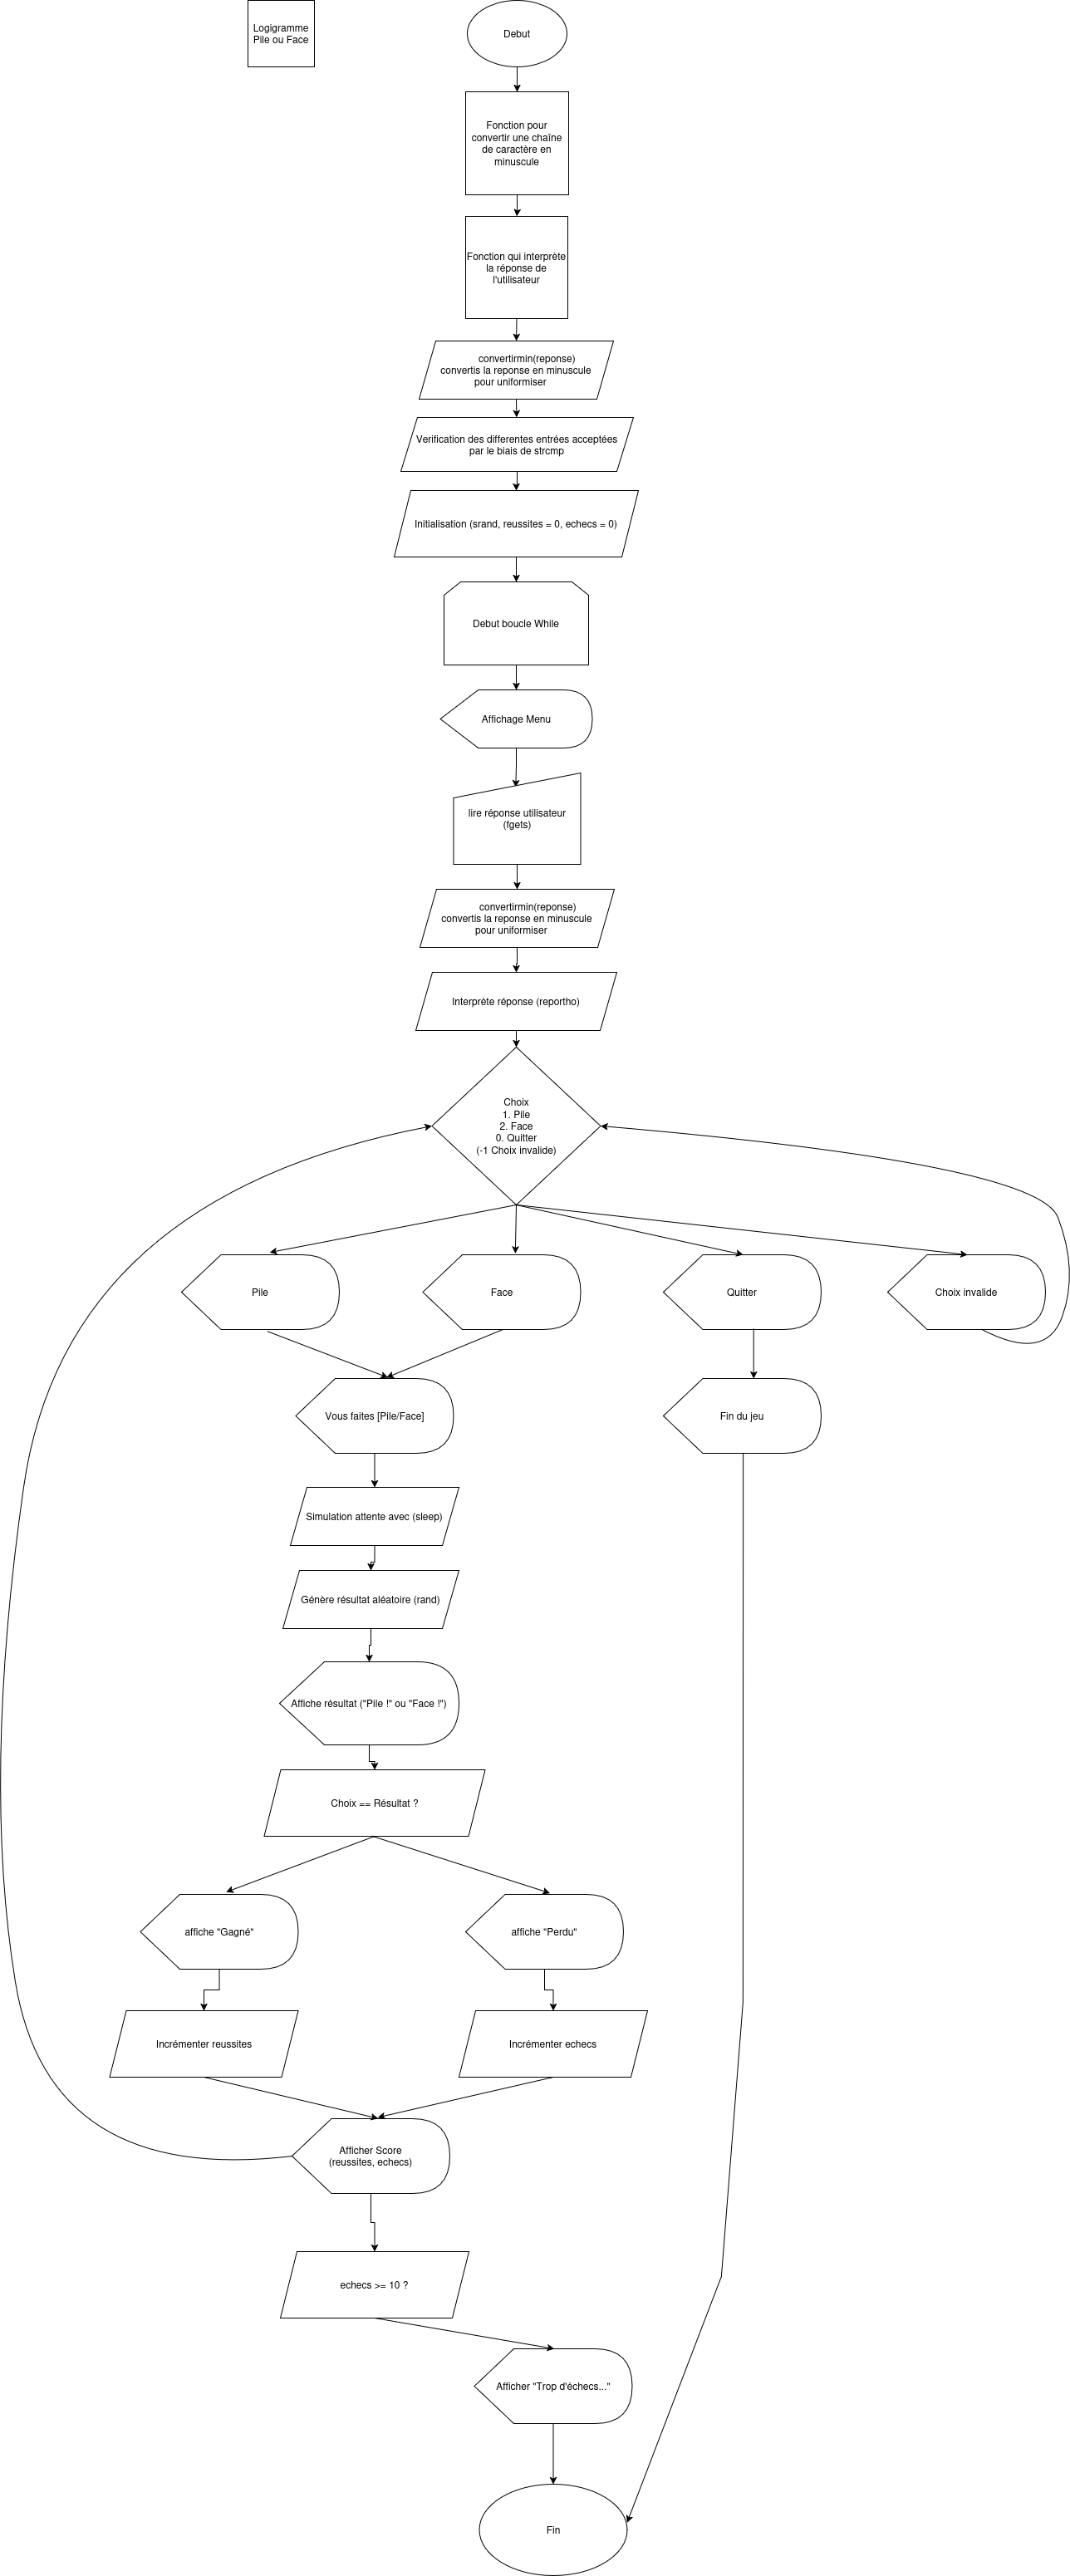 Logigramme
Pile ou Face
Debut
Fonction pour
convertir une chaîne
de caractère en
minuscule
Fonction qui interprète
la réponse de
l'utilisateur
convertirmin(reponse)
convertis la reponse en minuscule
pour uniformiser
Verification des differentes entrées acceptées
par le biais de strcmp
Initialisation (srand, reussites = 0, echecs = 0)
Debut boucle While
Affichage Menu
lire réponse utilisateur
(fgets)
convertirmin(reponse)
convertis la reponse en minuscule
pour uniformiser
Interprète réponse (reportho)
Choix
1. Pile
2. Face
0. Quitter
(-1 Choix invalide)
Pile
Face
Quitter
Choix invalide
Vous faites [Pile/Face]
Fin du jeu
Simulation attente avec (sleep)
Génère résultat aléatoire (rand)
Affiche résultat ("Pile !" ou "Face !")
Choix == Résultat ?
affiche "Gagné"
affiche "Perdu"
Incrémenter reussites
Incrémenter echecs
Afficher Score
(reussites, echecs)
echecs >= 10 ?
Afficher "Trop d'échecs..."
Fin